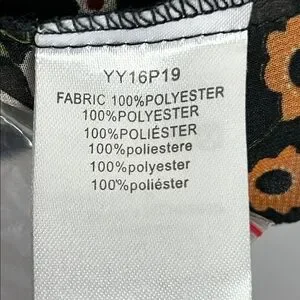 YY16P19
FABRIC 100%POLYESTER
100%POLYESTER
100%POLIÉSTER
100%poliestere
100%polyester
100%poliéster